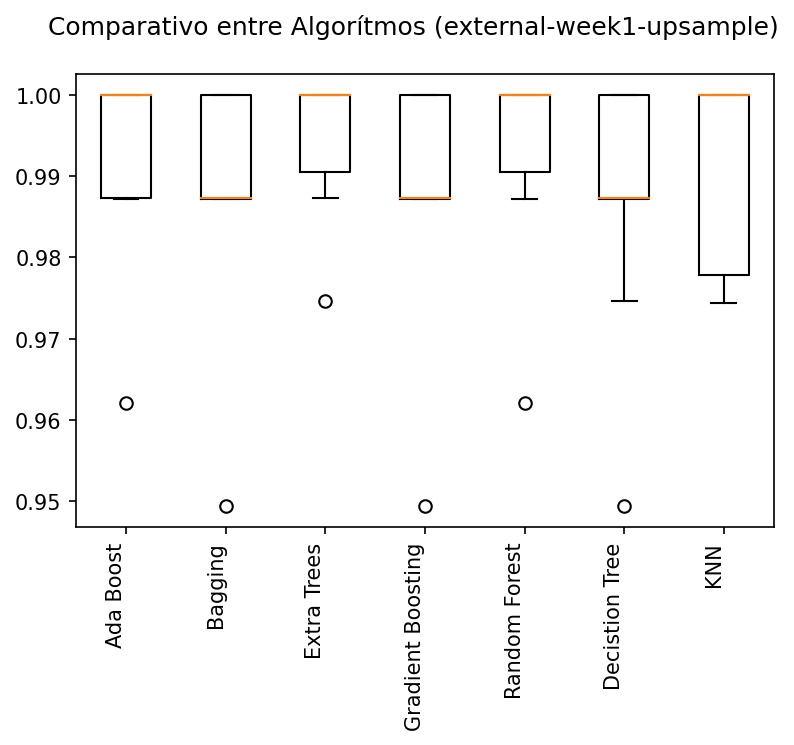 Comparativo entre Algorítmos (external-week1-upsample)
1.00
0.99
0.98
0.97
0.96
0.95
Ada Boost
Bagging
Extra Trees
Gradient Boosting
Random Forest
Decistion Tree
KNN